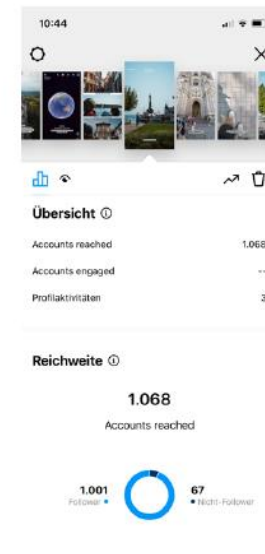 10:44
Übersicht
Accounts reached 1.068
Accounts engaged --
Profilaktivitäten 3
Reichweite
1.068
Accounts reached
1.001 67
Follower Nicht-Follower